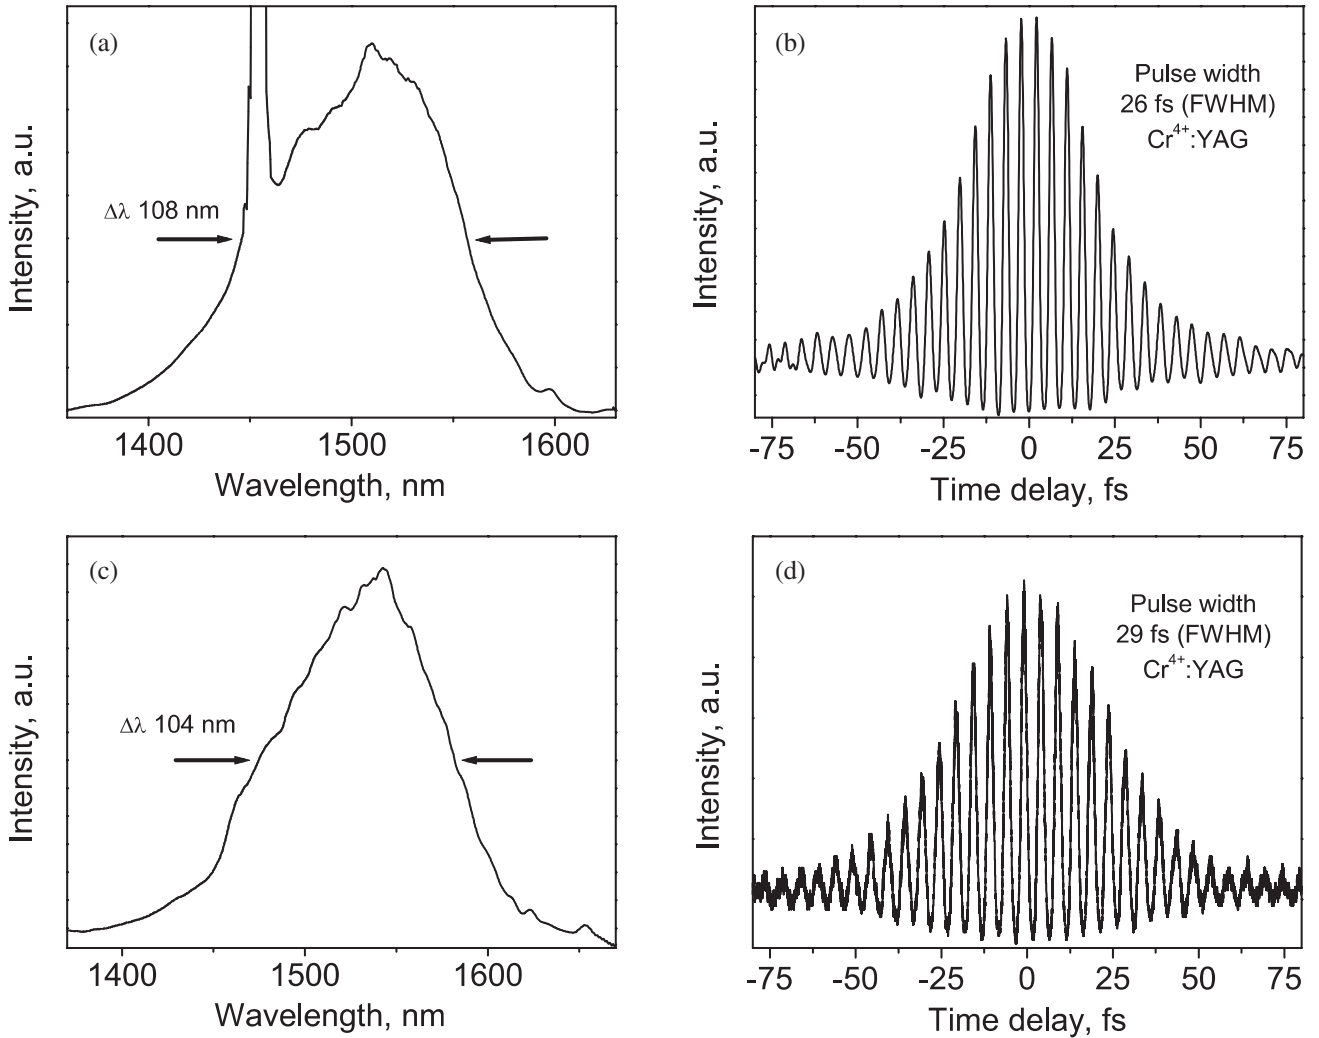 (a)
Δλ 108 nm
Intensity, a.u.
1400 1500 1600
Wavelength, nm
(b)
Pulse width
26 fs (FWHM)
Cr⁴⁺:YAG
Intensity, a.u.
-75 -50 -25 0 25 50 75
Time delay, fs
(c)
Δλ 104 nm
Intensity, a.u.
1400 1500 1600
Wavelength, nm
(d)
Pulse width
29 fs (FWHM)
Cr⁴⁺:YAG
Intensity, a.u.
-75 -50 -25 0 25 50 75
Time delay, fs